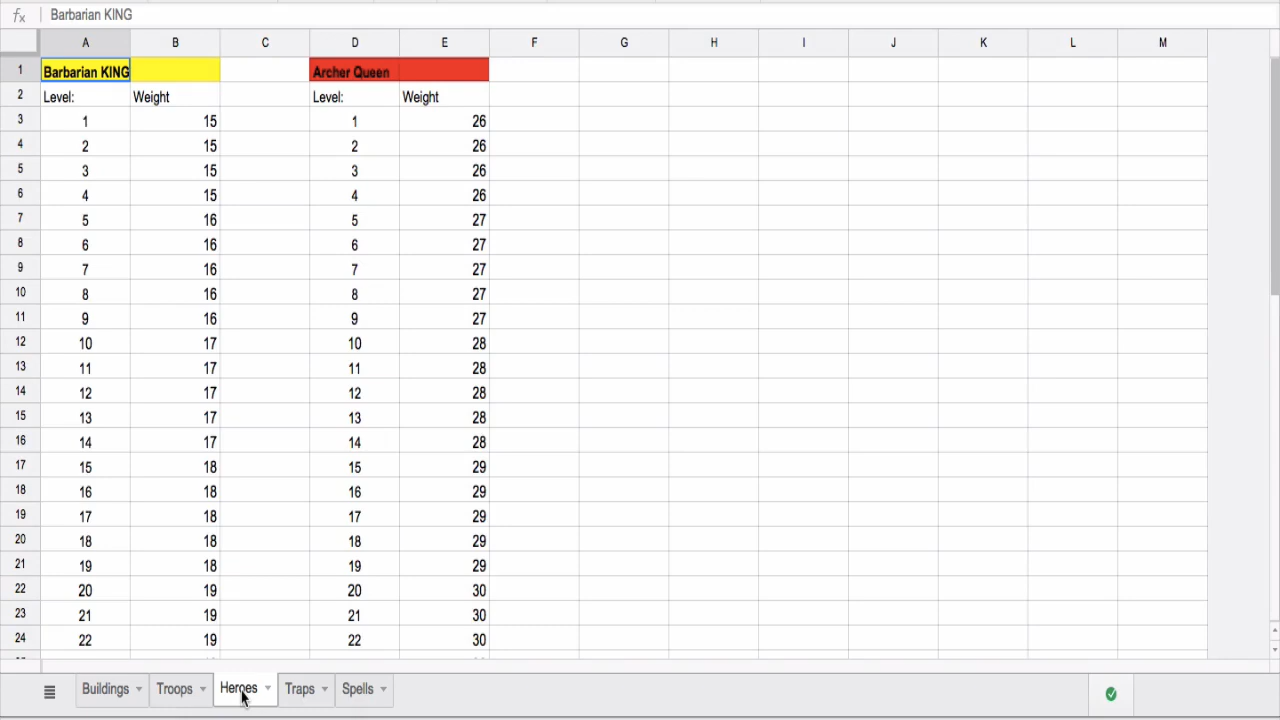 fx Barbarian KING
A B C D E F G H I J K L M
1 Barbarian KING Archer Queen
2 Level: Weight Level: Weight
3 1 15 1 26
4 2 15 2 26
5 3 15 3 26
6 4 15 4 26
7 5 16 5 27
8 6 16 6 27
9 7 16 7 27
10 8 16 8 27
11 9 16 9 27
12 10 17 10 28
13 11 17 11 28
14 12 17 12 28
15 13 17 13 28
16 14 17 14 28
17 15 18 15 29
18 16 18 16 29
19 17 18 17 29
20 18 18 18 29
21 19 18 19 29
22 20 19 20 30
23 21 19 21 30
24 22 19 22 30
Buildings Troops Heroes Traps Spells